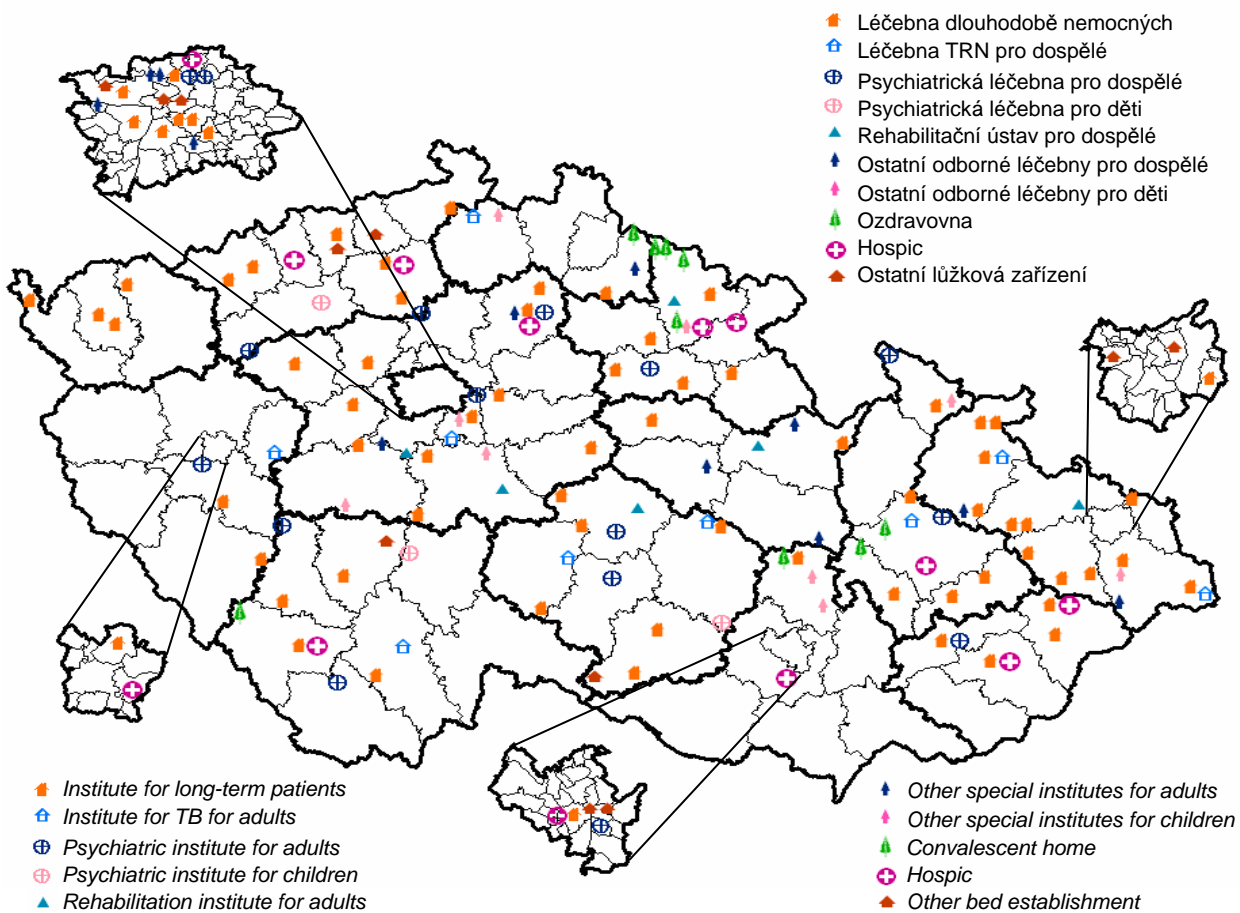 Léčebna dlouhodobě nemocných
Léčebna TRN pro dospělé
Psychiatrická léčebna pro dospělé
Psychiatrická léčebna pro děti
Rehabilitační ústav pro dospělé
Ostatní odborné léčebny pro dospělé
Ostatní odborné léčebny pro děti
Ozdravovna
Hospic
Ostatní lůžková zařízení
Institute for long-term patients
Institute for TB for adults
Psychiatric institute for adults
Psychiatric institute for children
Rehabilitation institute for adults
Other special institutes for adults
Other special institutes for children
Convalescent home
Hospic
Other bed establishment